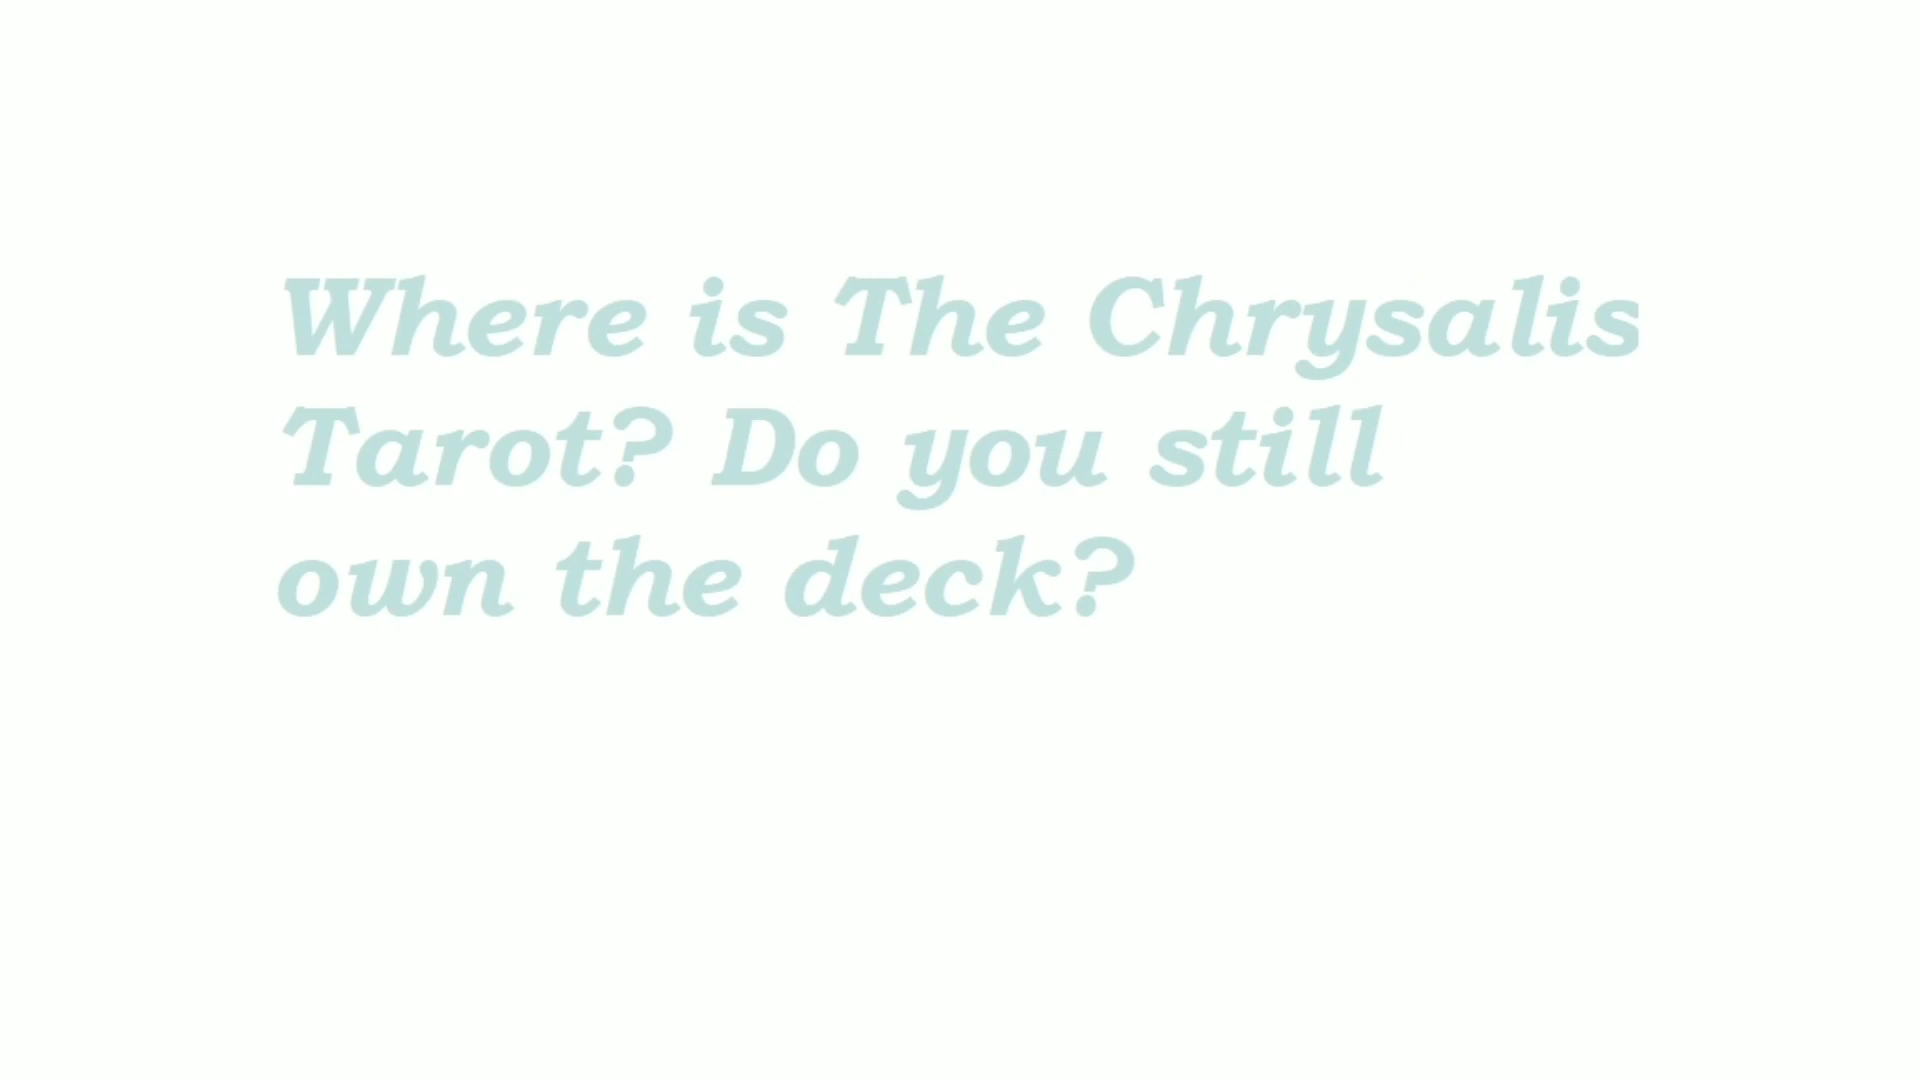 Where is The Chrysalis
Tarot? Do you still
own the deck?